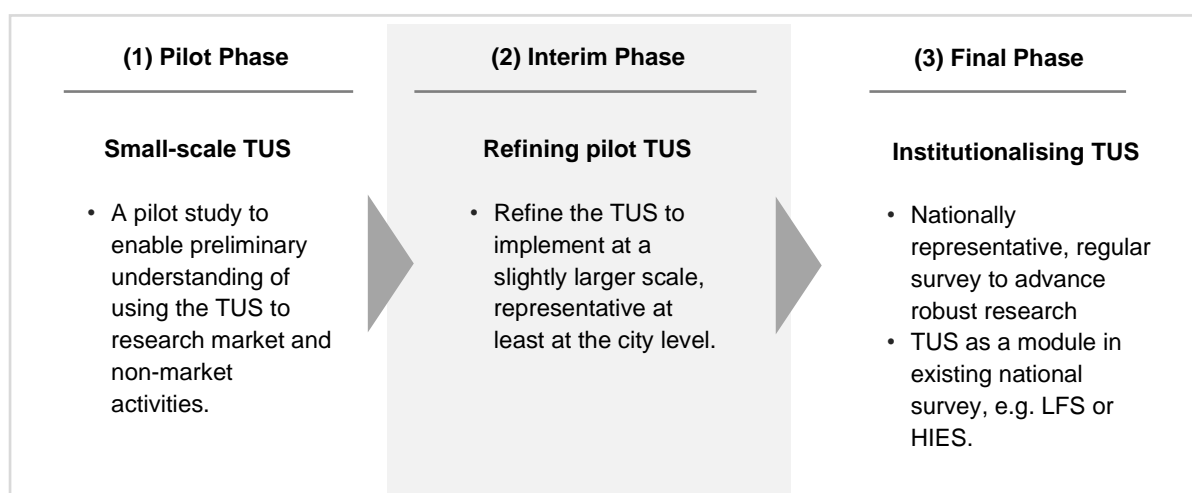 (1) Pilot Phase
Small-scale TUS
• A pilot study to
enable preliminary
understanding of
using the TUS to
research market and
non-market
activities.
(2) Interim Phase
Refining pilot TUS
• Refine the TUS to
implement at a
slightly larger scale,
representative at
least at the city level.
(3) Final Phase
Institutionalising TUS
• Nationally
representative, regular
survey to advance
robust research
• TUS as a module in
existing national
survey, e.g. LFS or
HIES.